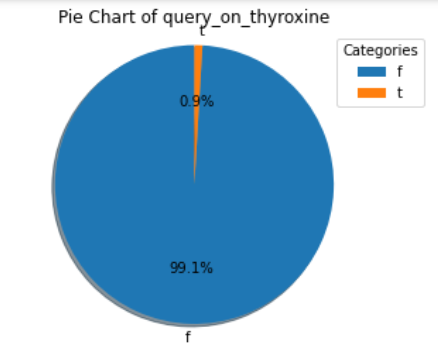 Pie Chart of query_on_thyroxine
t
Categories
f
t
0.9%
99.1%
f